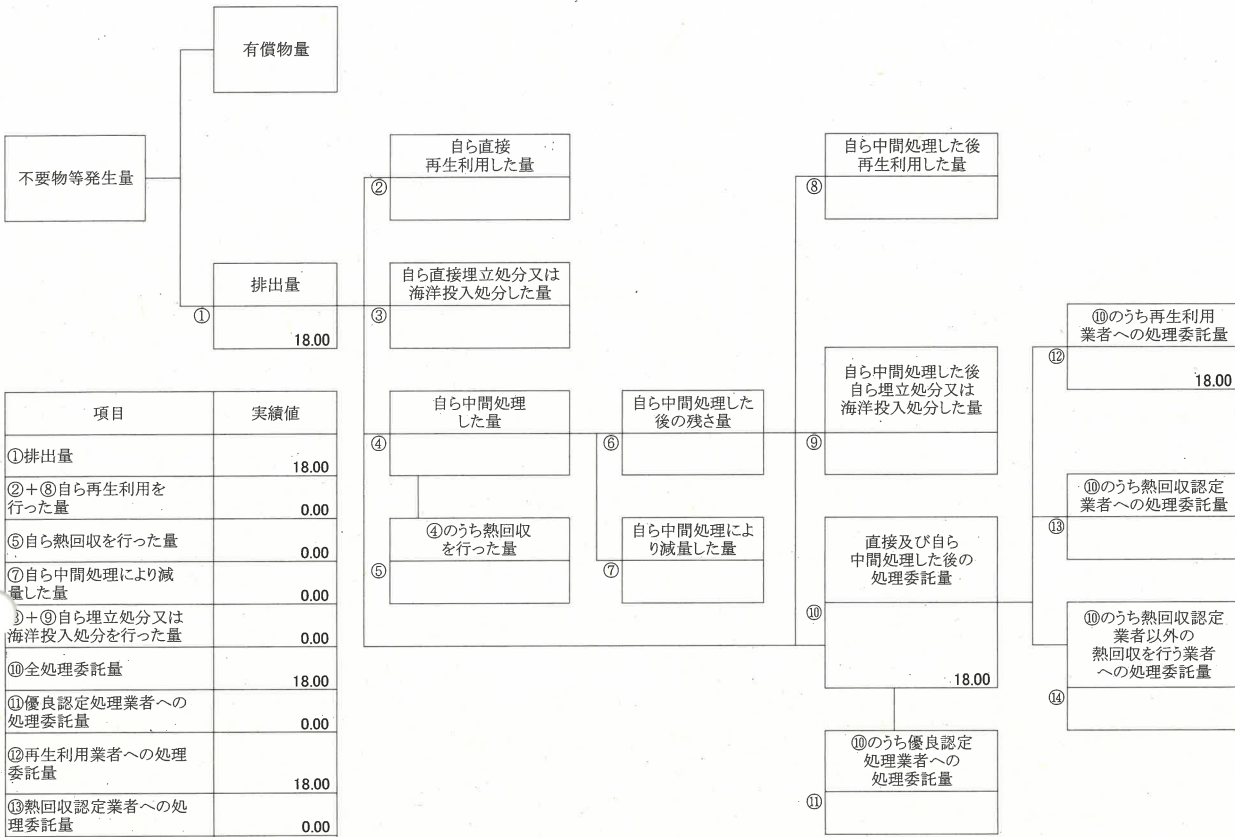 有償物量
不要物等発生量
排出量
①
18.00
自ら直接
再生利用した量
②
自ら直接埋立処分又は
海洋投入処分した量
③
自ら中間処理
した量
④
④のうち熱回収
を行った量
⑤
自ら中間処理した
後の残さ量
⑥
自ら中間処理によ
り減量した量
⑦
自ら中間処理した後
再生利用した量
⑧
自ら中間処理した後
自ら埋立処分又は
海洋投入処分した量
⑨
直接及び自ら
中間処理した後の
処理委託量
⑩
18.00
⑩のうち優良認定
処理業者への
処理委託量
⑪
⑩のうち再生利用
業者への処理委託量
⑫
18.00
⑩のうち熱回収認定
業者への処理委託量
⑬
⑩のうち熱回収認定
業者以外の
熱回収を行う業者
への処理委託量
⑭
項目 実績値
①排出量 18.00
②+⑧自ら再生利用を
行った量 0.00
⑤自ら熱回収を行った量 0.00
⑦自ら中間処理により減
量した量 0.00
③+⑨自ら埋立処分又は
海洋投入処分を行った量 0.00
⑩全処理委託量 18.00
⑪優良認定処理業者への
処理委託量 0.00
⑫再生利用業者への処理
委託量 18.00
⑬熱回収認定業者への処
理委託量 0.00